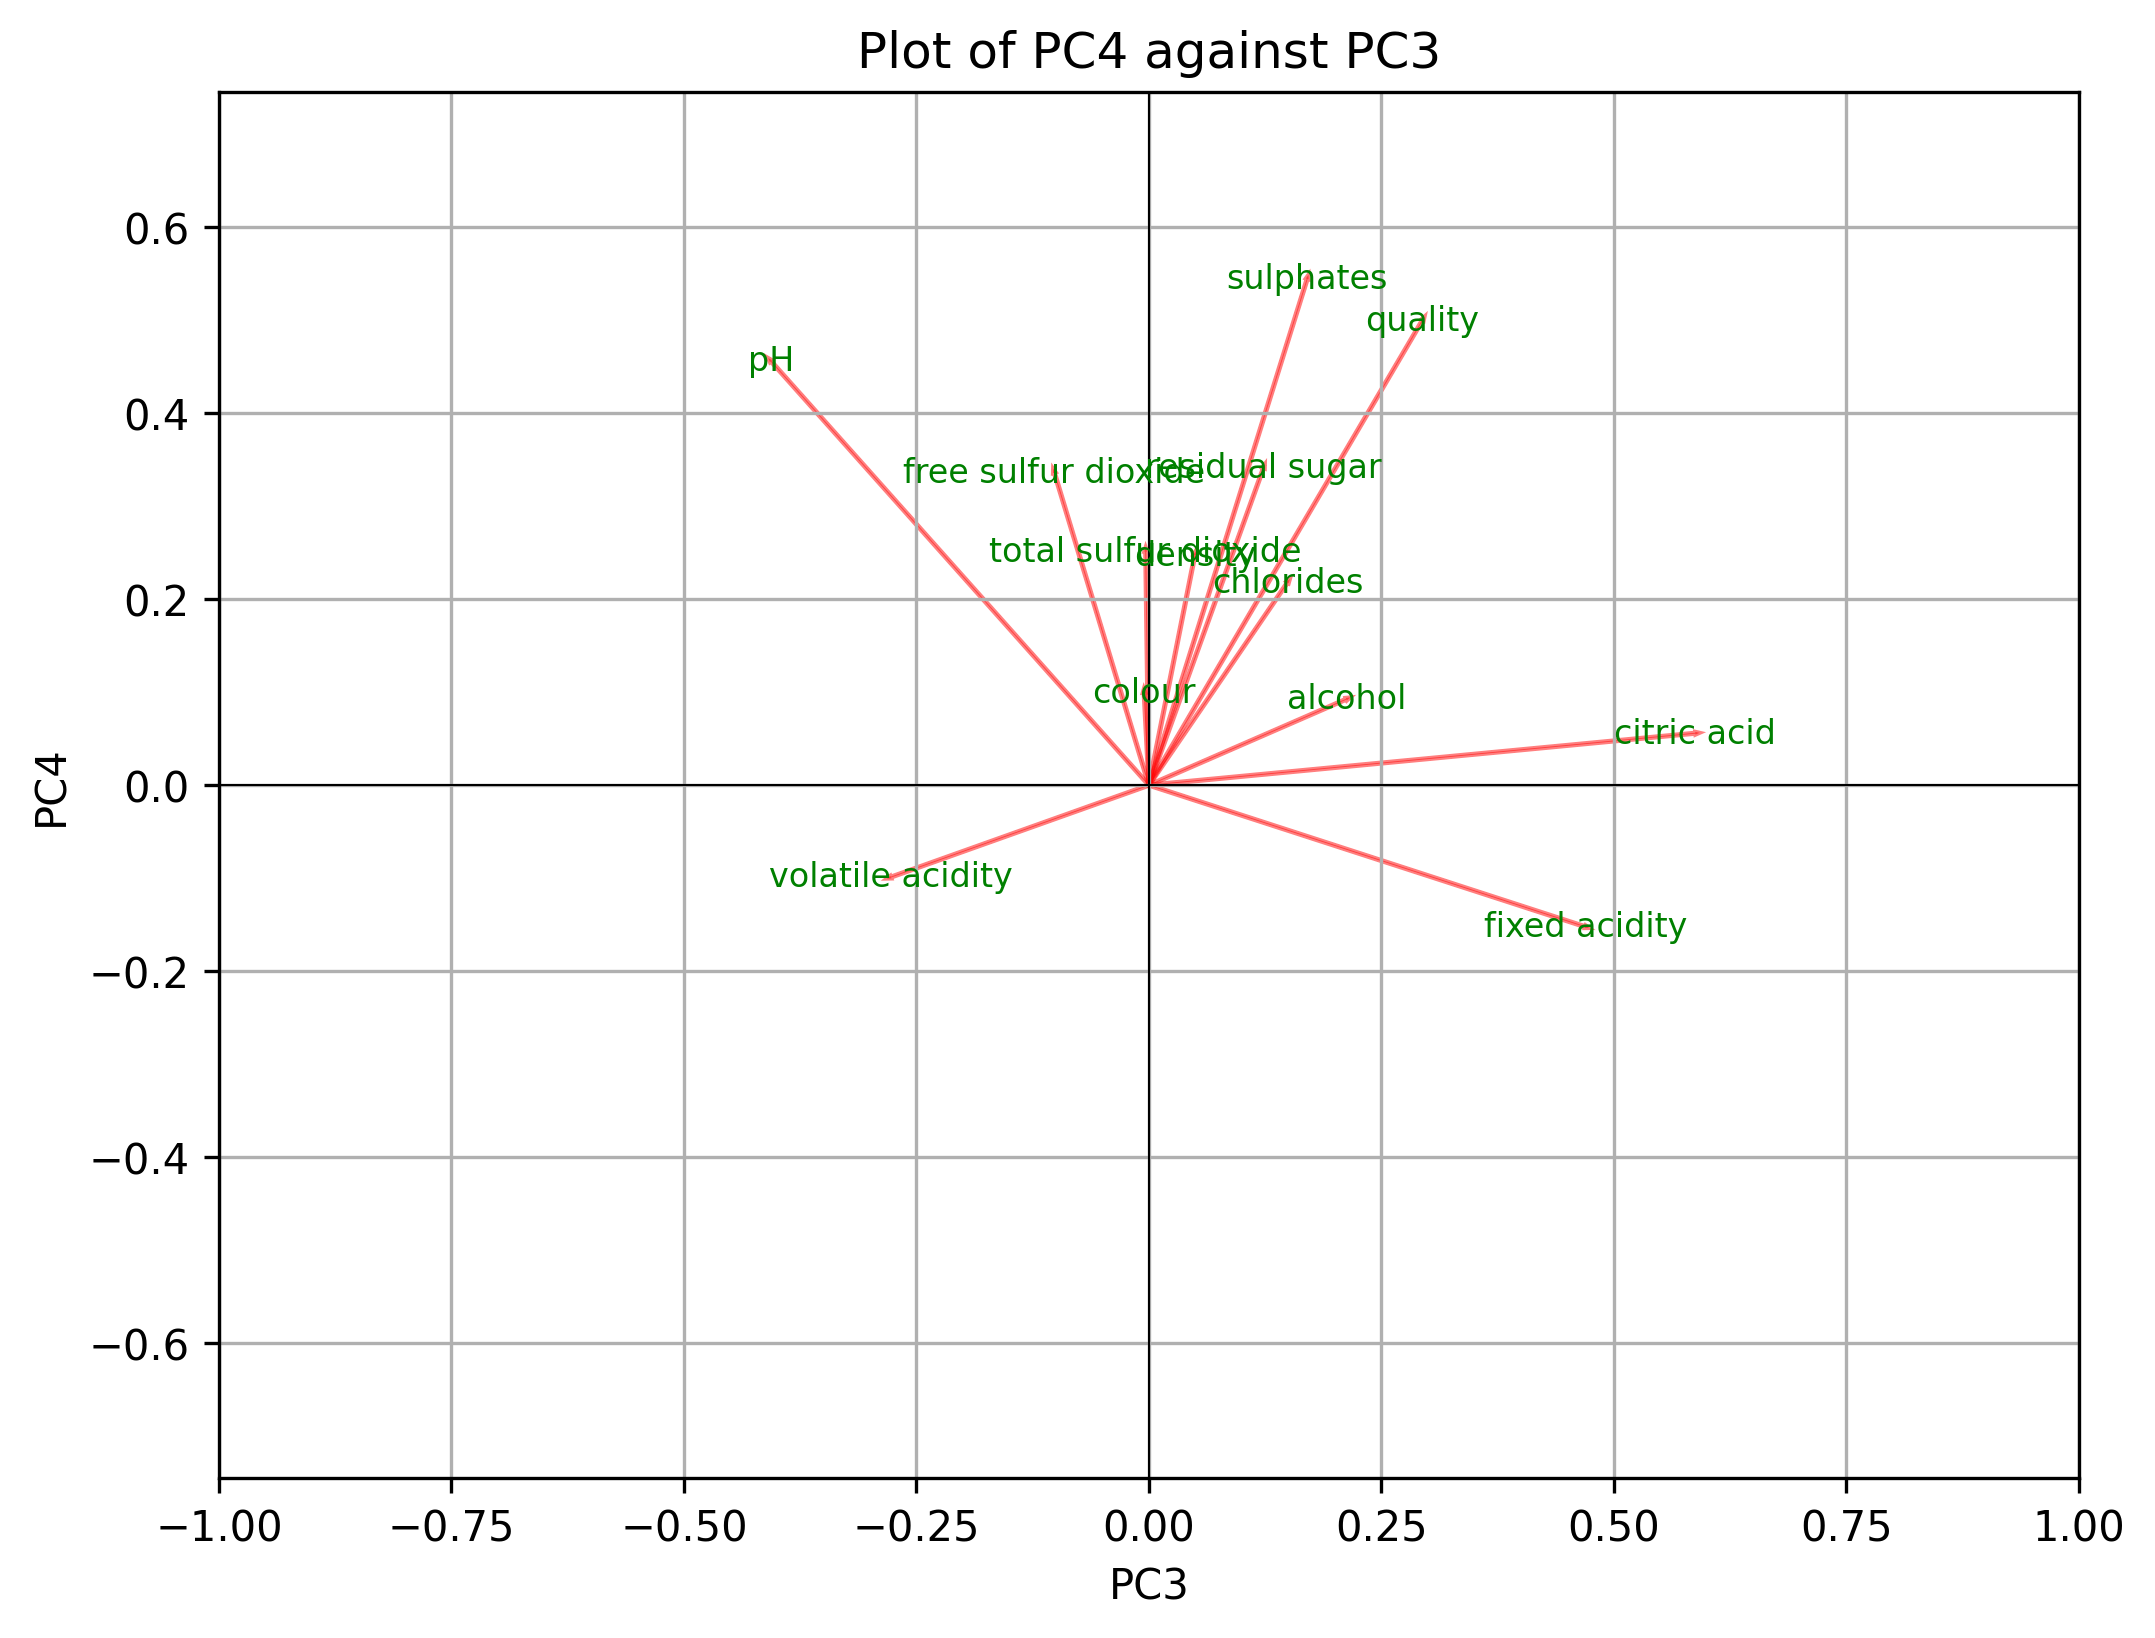 Plot of PC4 against PC3
sulphates
quality
pH
free sulfur dioxide
residual sugar
total sulfur dioxide
density
chlorides
colour
alcohol
citric acid
volatile acidity
fixed acidity
0.6
0.4
0.2
0.0
−0.2
−0.4
−0.6
PC4
−1.00 −0.75 −0.50 −0.25 0.00 0.25 0.50 0.75 1.00
PC3